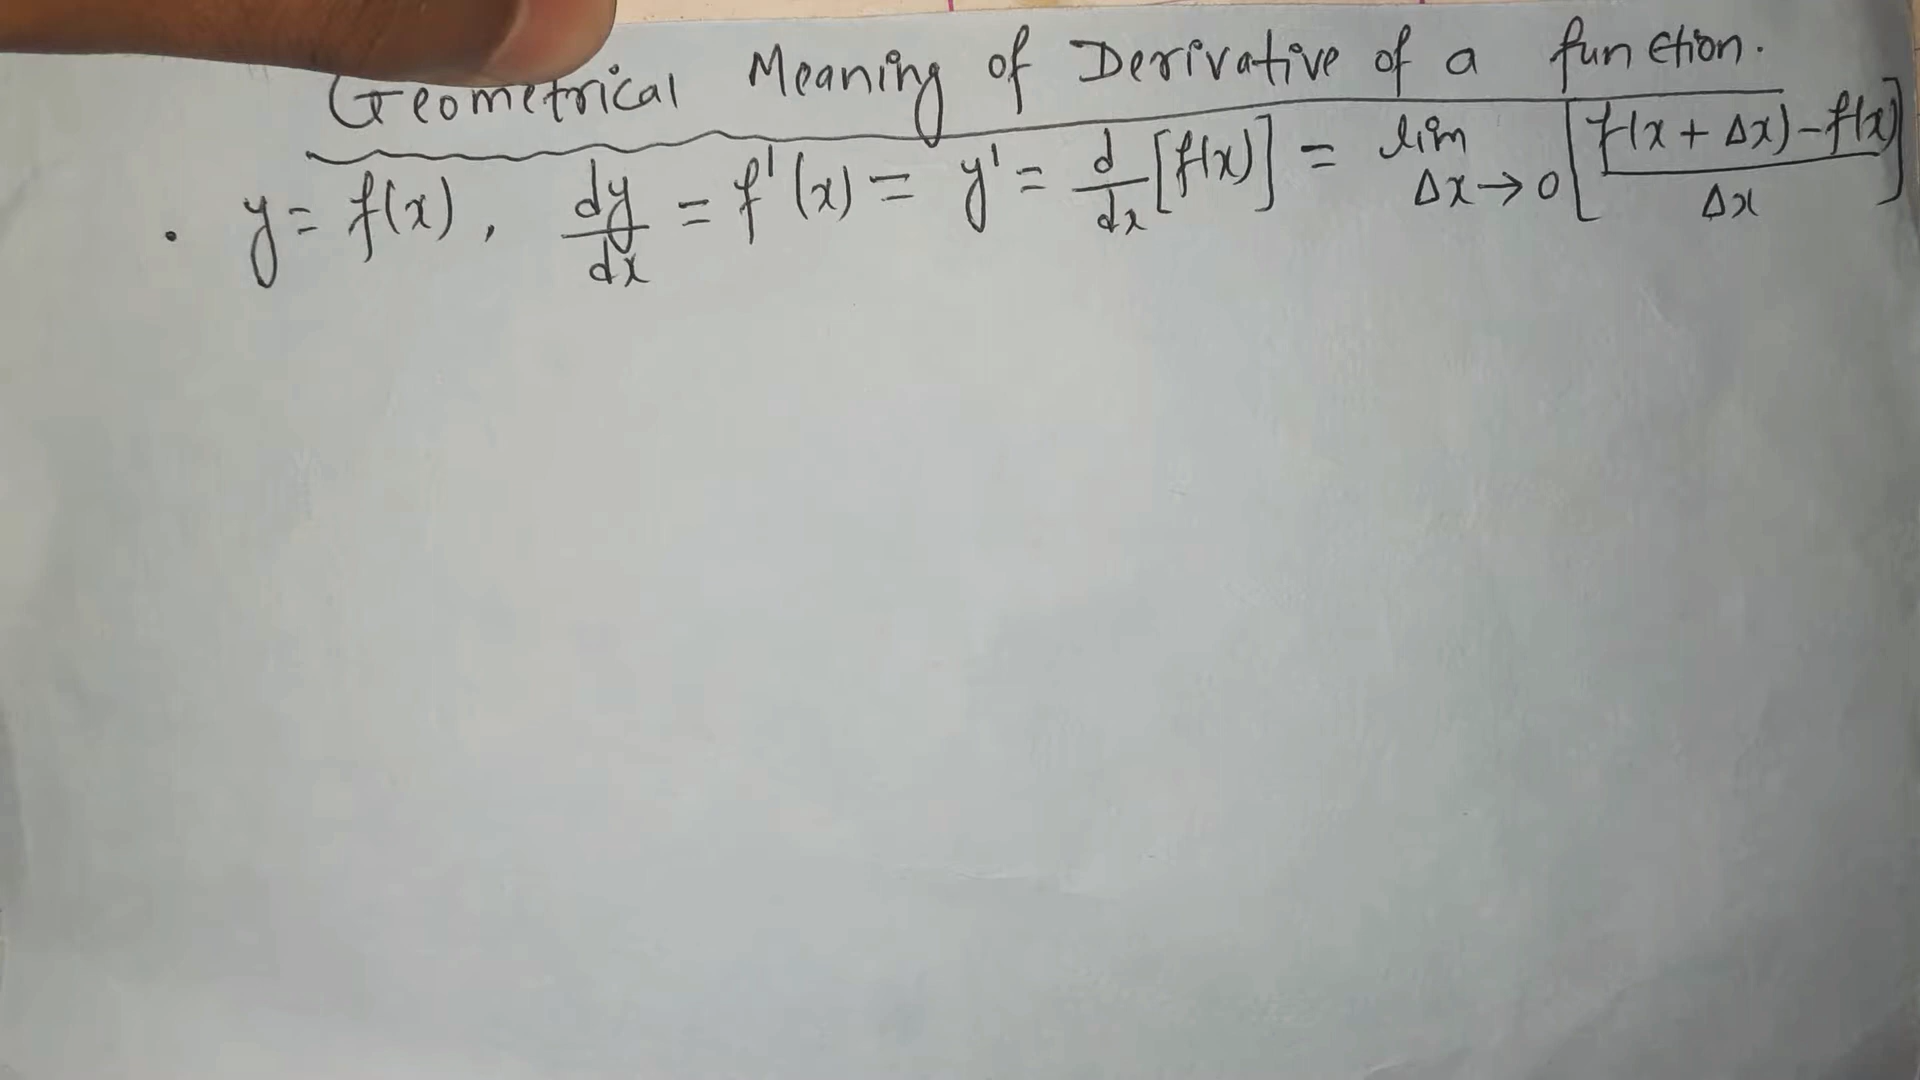 Geometrical Meaning of Derivative of a function.
. y = f(x), dy/dx = f'(x) = y' = d/dx [f(x)] = lim Δx→0 [f(x + Δx) - f(x) / Δx]